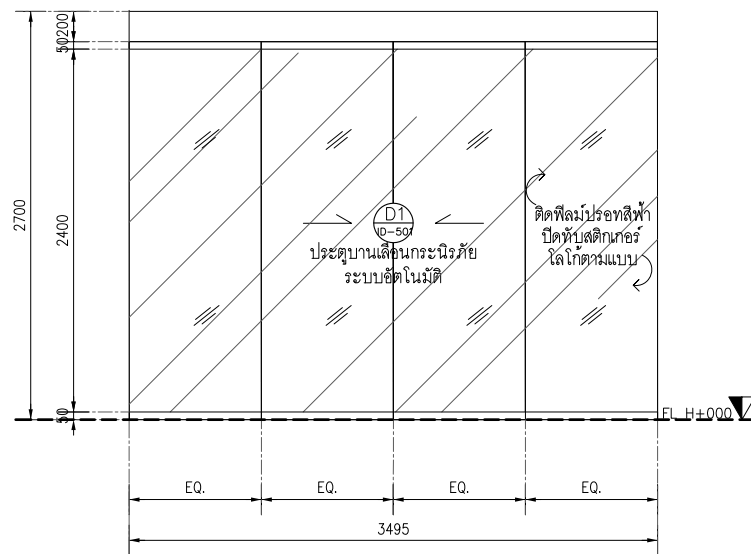 200
50
2700
2400
50
D1
ID-501
ประตูบานเลื่อนกระนิรภัย
ระบบอัตโนมัติ
ติดฟิลม์ปรอทสีฟ้า
ปิดทับสติกเกอร์
โลโก้ตามแบบ
FL H+000
EQ.
EQ.
EQ.
EQ.
3495